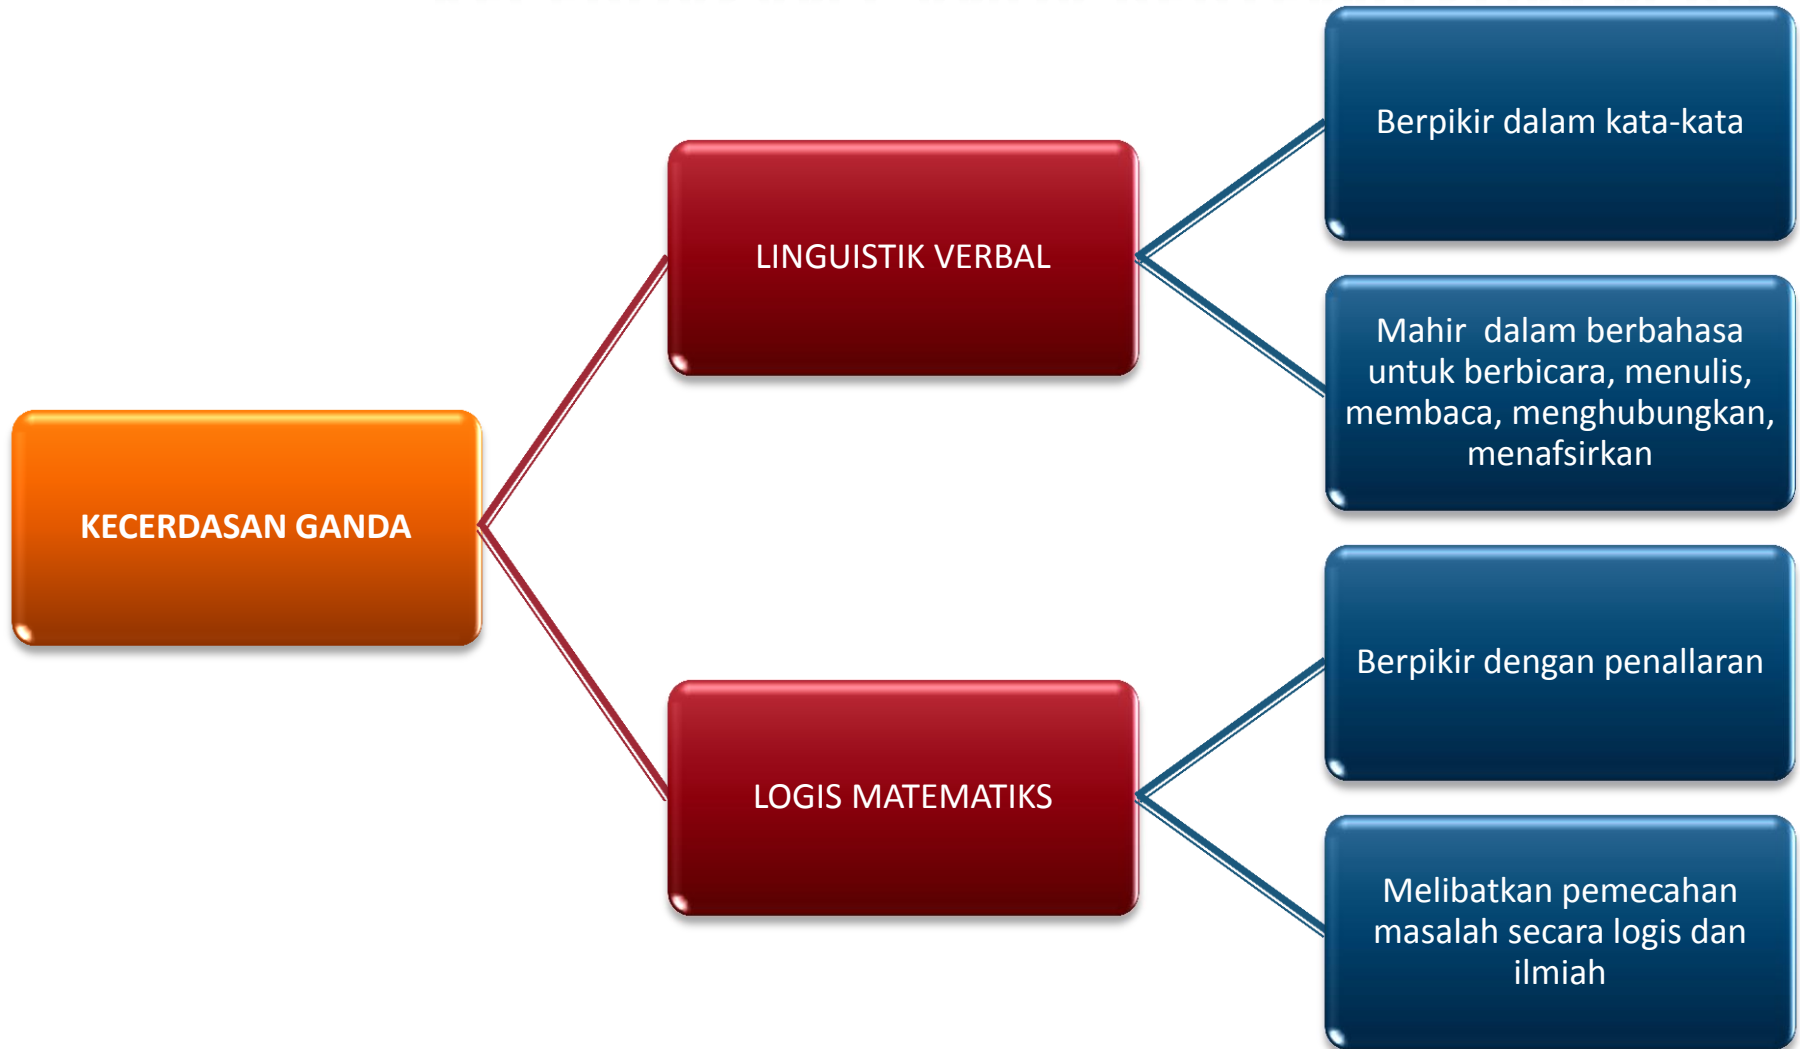 KECERDASAN GANDA
LINGUISTIK VERBAL
Berpikir dalam kata-kata
Mahir  dalam berbahasa
untuk berbicara, menulis,
membaca, menghubungkan,
menafsirkan
LOGIS MATEMATIKS
Berpikir dengan penallaran
Melibatkan pemecahan
masalah secara logis dan
ilmiah